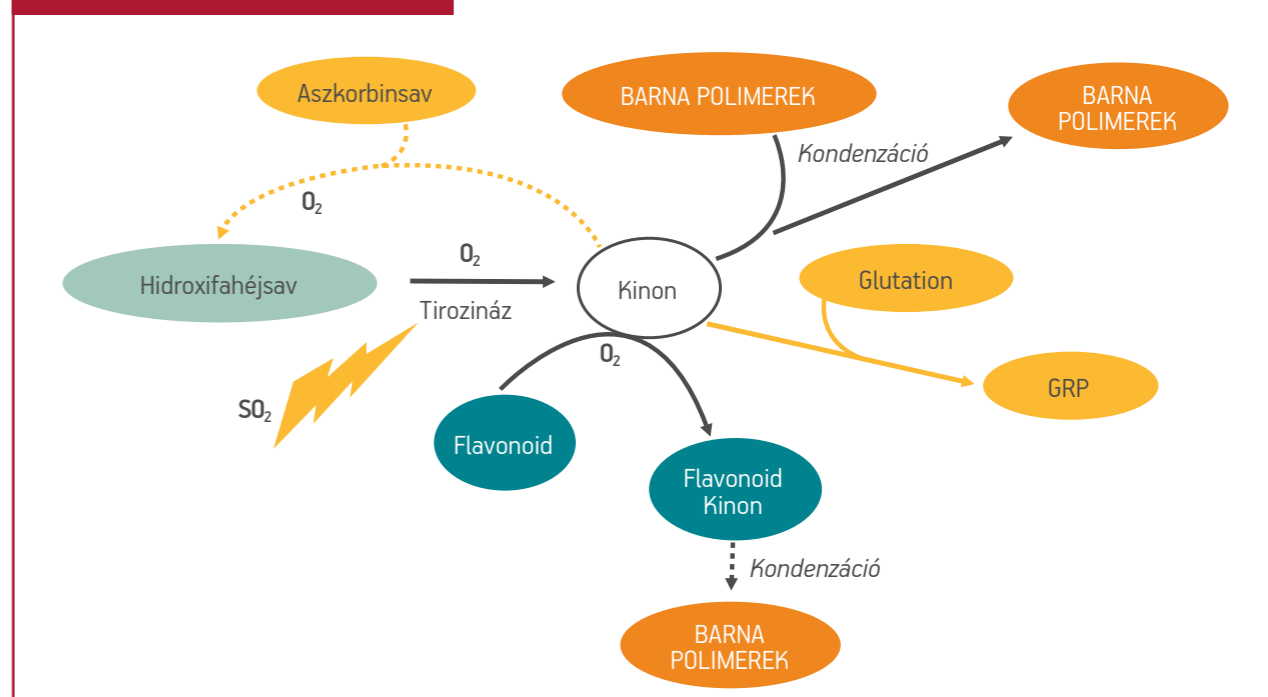 Aszkorbinsav
BARNA POLIMEREK
BARNA
POLIMEREK
Kondenzáció
O₂
Hidroxifahéjsav
O₂
Tirozináz
Kinon
Glutation
O₂
SO₂
GRP
Flavonoid
Flavonoid
Kinon
Kondenzáció
BARNA
POLIMEREK